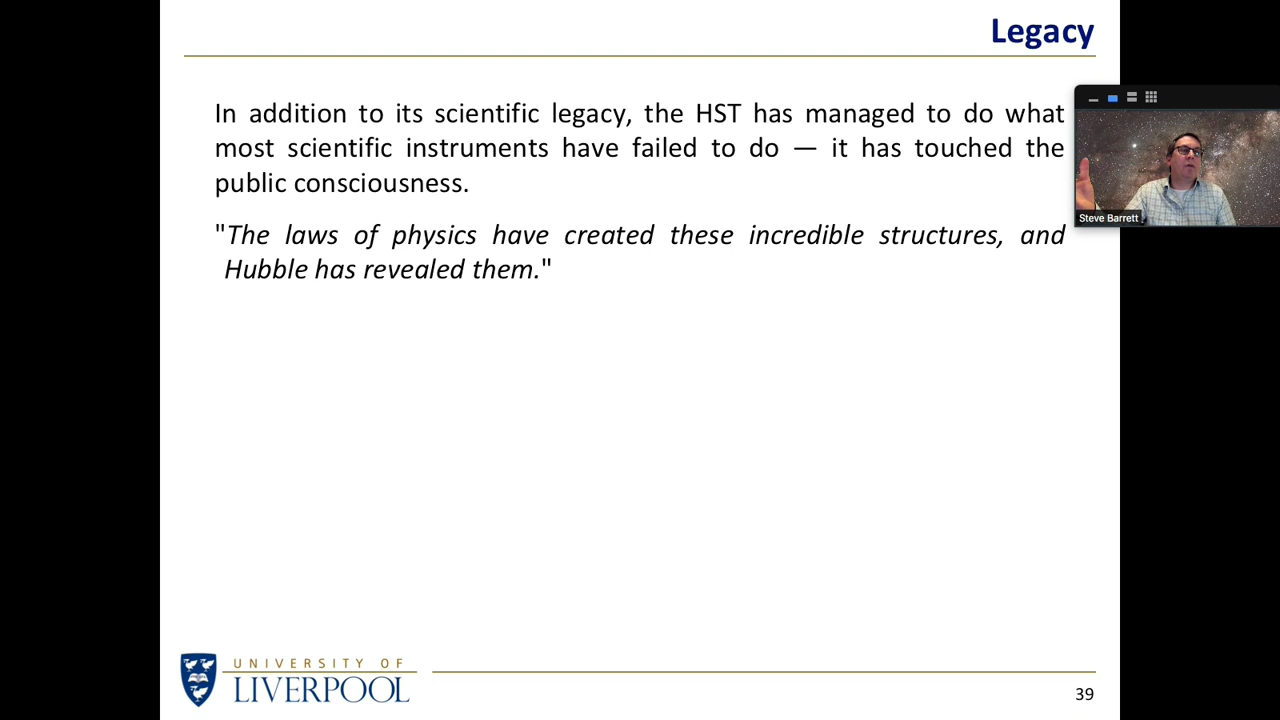 Legacy
In addition to its scientific legacy, the HST has managed to do what
most scientific instruments have failed to do — it has touched the
public consciousness.
"The laws of physics have created these incredible structures, and
Hubble has revealed them."
Steve Barrett
UNIVERSITY OF
LIVERPOOL
39